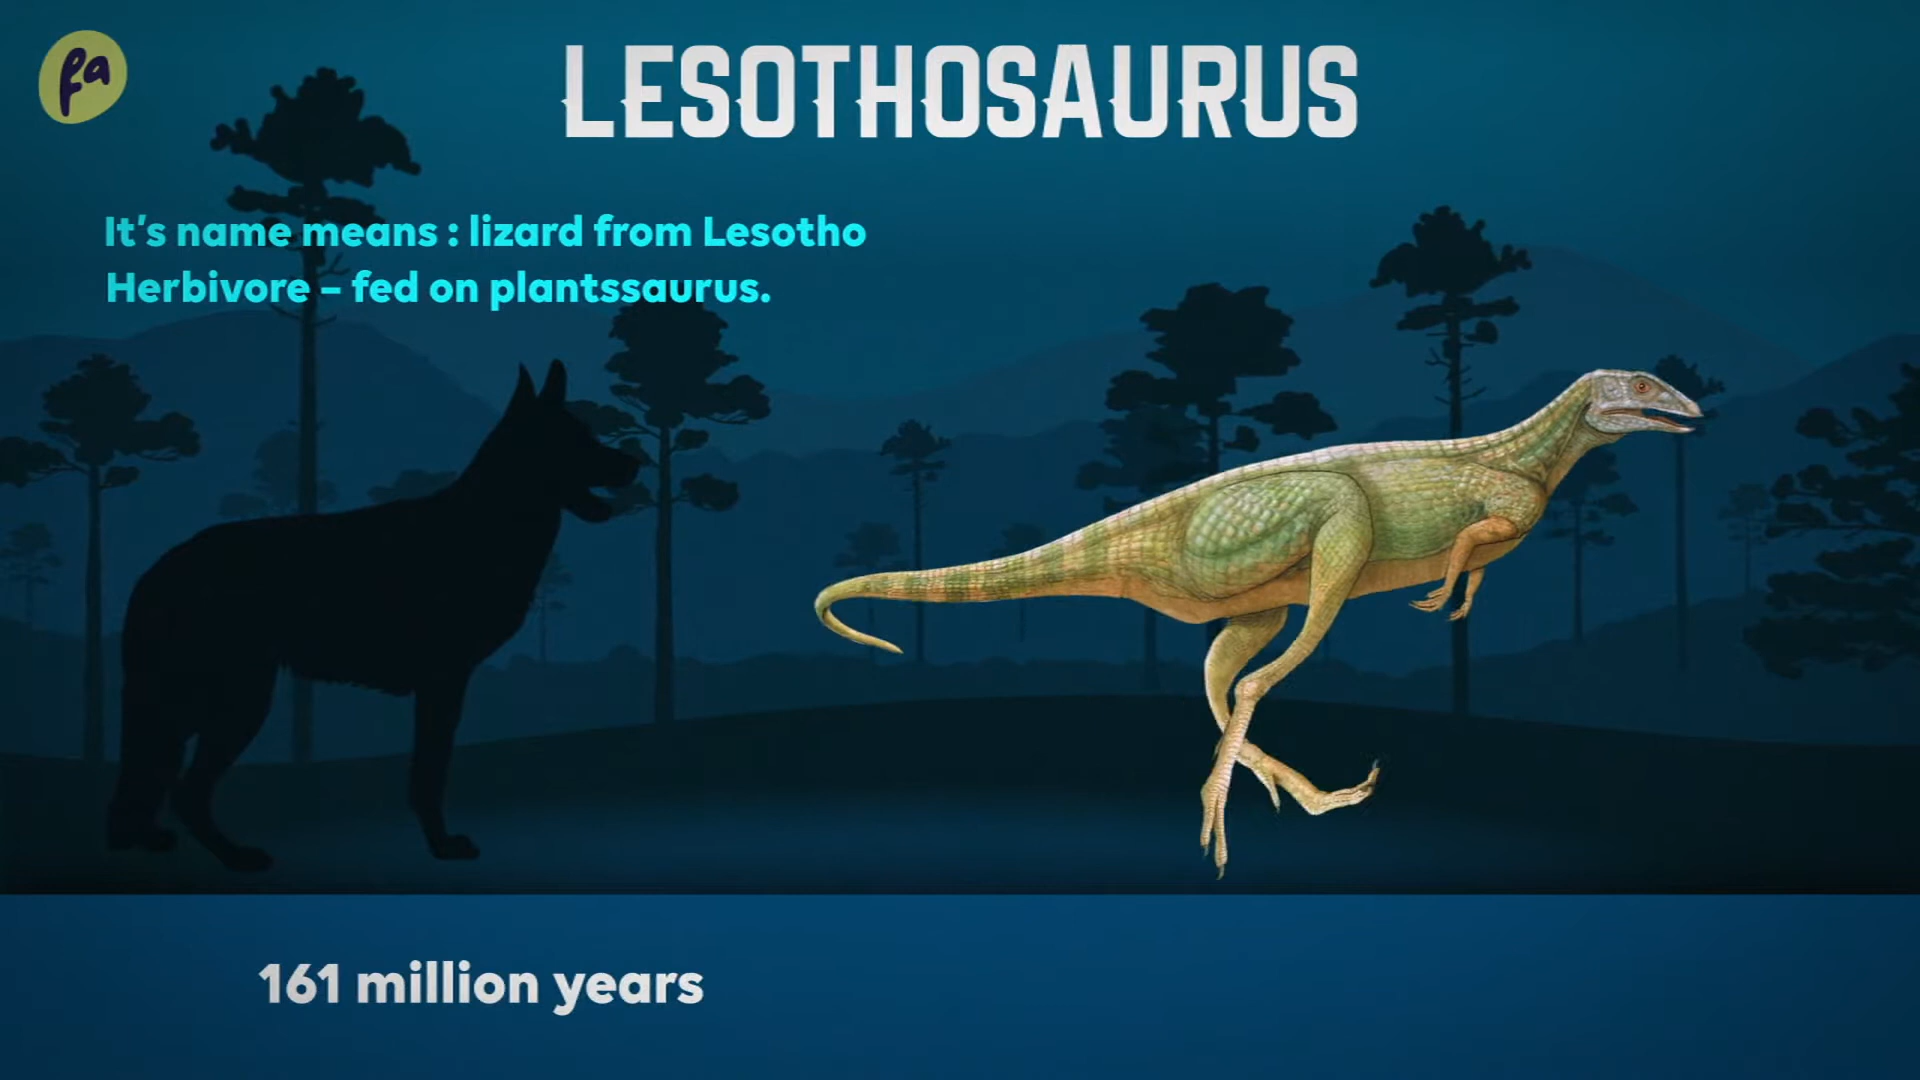 fa
LESOTHOSAURUS
It's name means : lizard from Lesotho
Herbivore – fed on plantssaurus.
161 million years